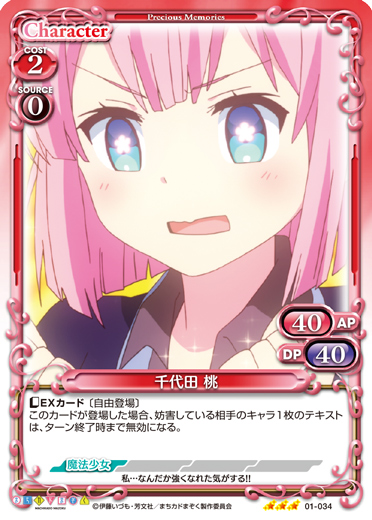 Precious Memories
Character
COST
2
SOURCE
0
40 AP
DP 40
千代田 桃
EXカード〔自由登場〕
このカードが登場した場合、妨害している相手のキャラ1枚のテキスト
は、ターン終了時まで無効になる。
魔法少女
私…なんだか強くなれた気がする!!
©伊藤いづも・芳文社／まちカドまぞく製作委員会
01-034